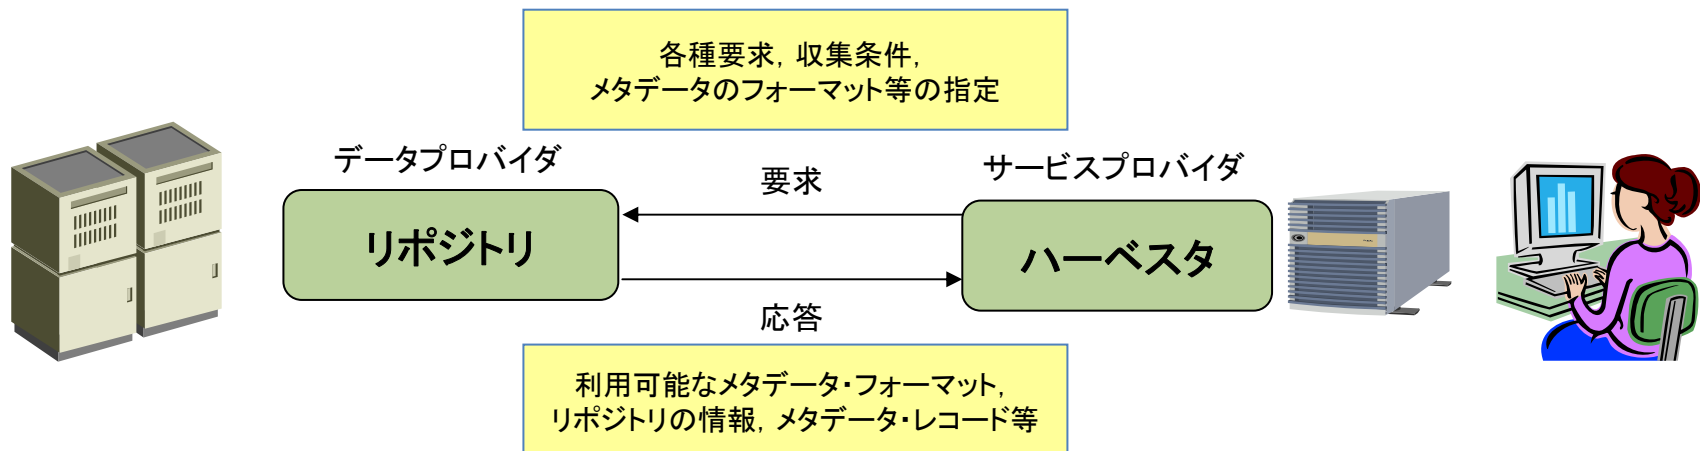 各種要求，収集条件，
メタデータのフォーマット等の指定
データプロバイダ
要求
サービスプロバイダ
リポジトリ
ハーベスタ
応答
利用可能なメタデータ・フォーマット，
リポジトリの情報，メタデータ・レコード等